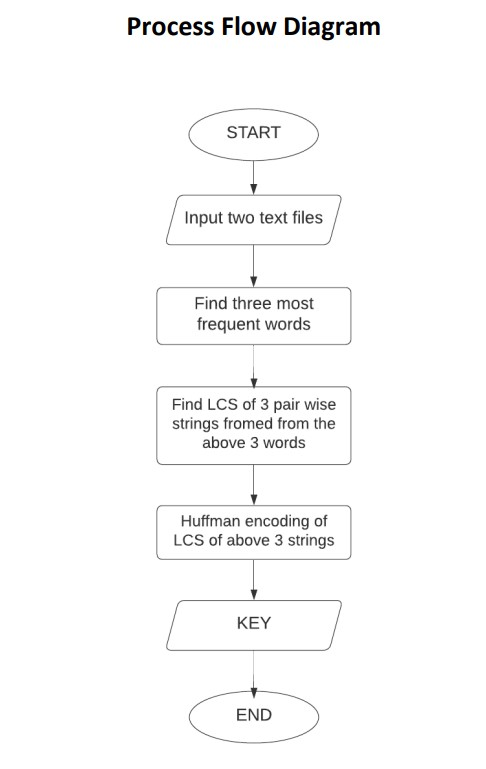 Process Flow Diagram
START
Input two text files
Find three most
frequent words
Find LCS of 3 pair wise
strings fromed from the
above 3 words
Huffman encoding of
LCS of above 3 strings
KEY
END